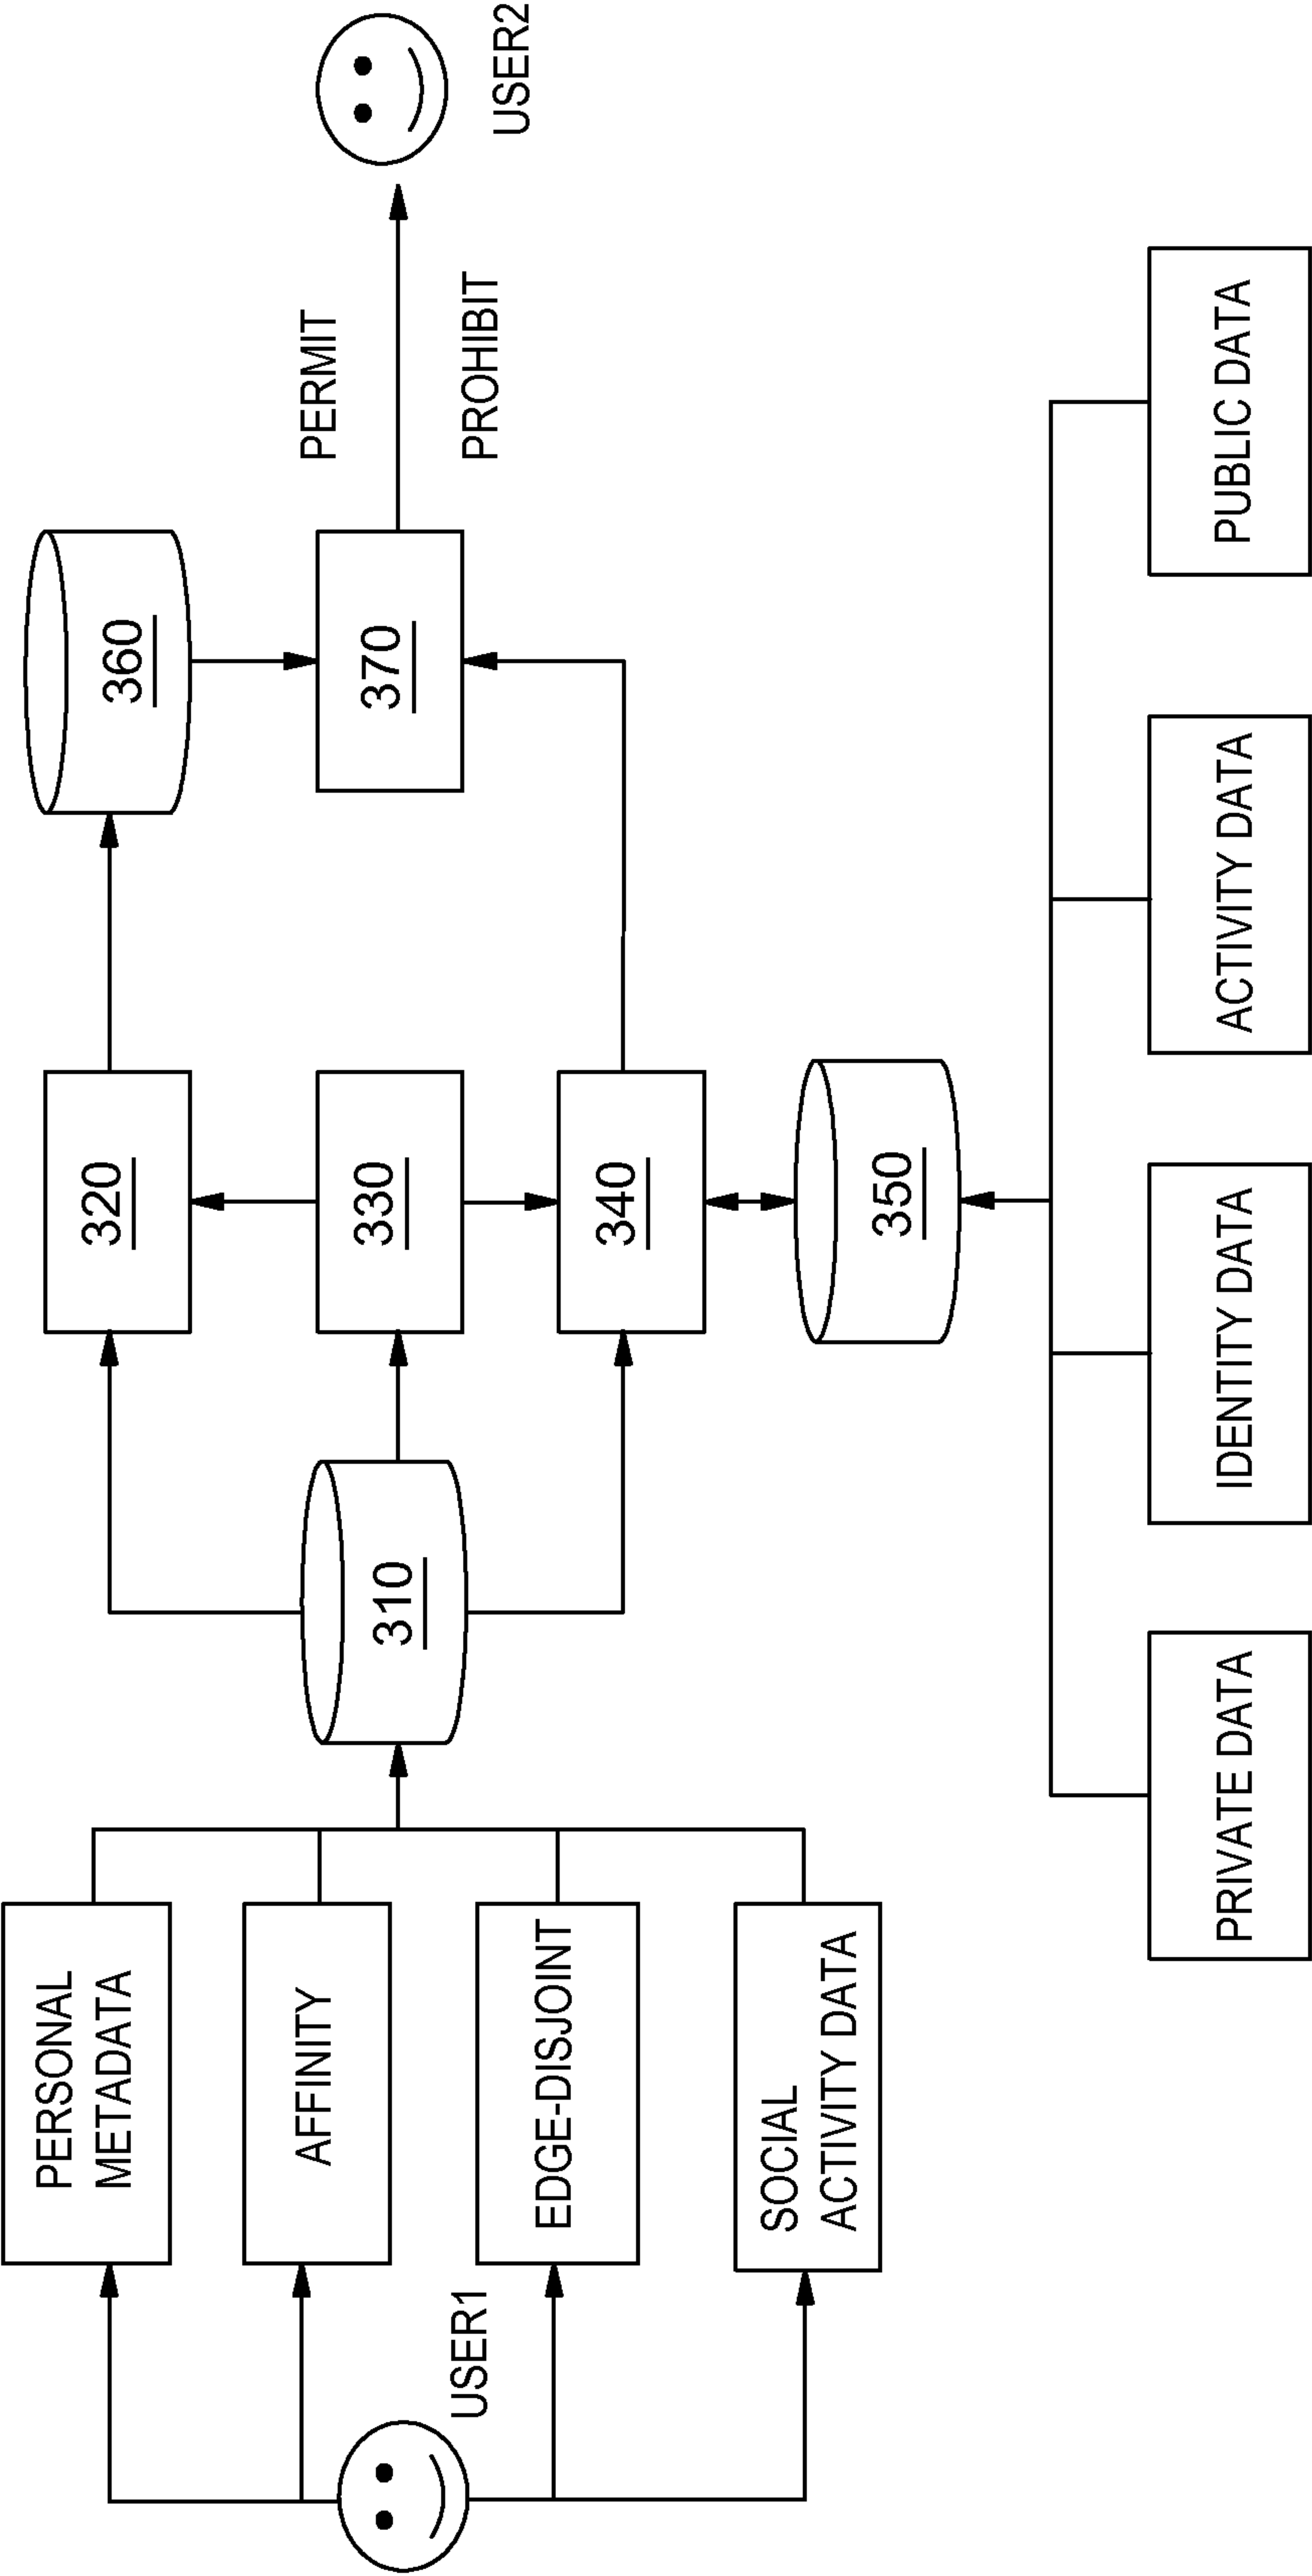 PERSONAL
METADATA
AFFINITY
EDGE-DISJOINT
SOCIAL
ACTIVITY DATA
USER1
310
320
330
340
350
360
370
PERMIT
PROHIBIT
USER2
PRIVATE DATA
IDENTITY DATA
ACTIVITY DATA
PUBLIC DATA